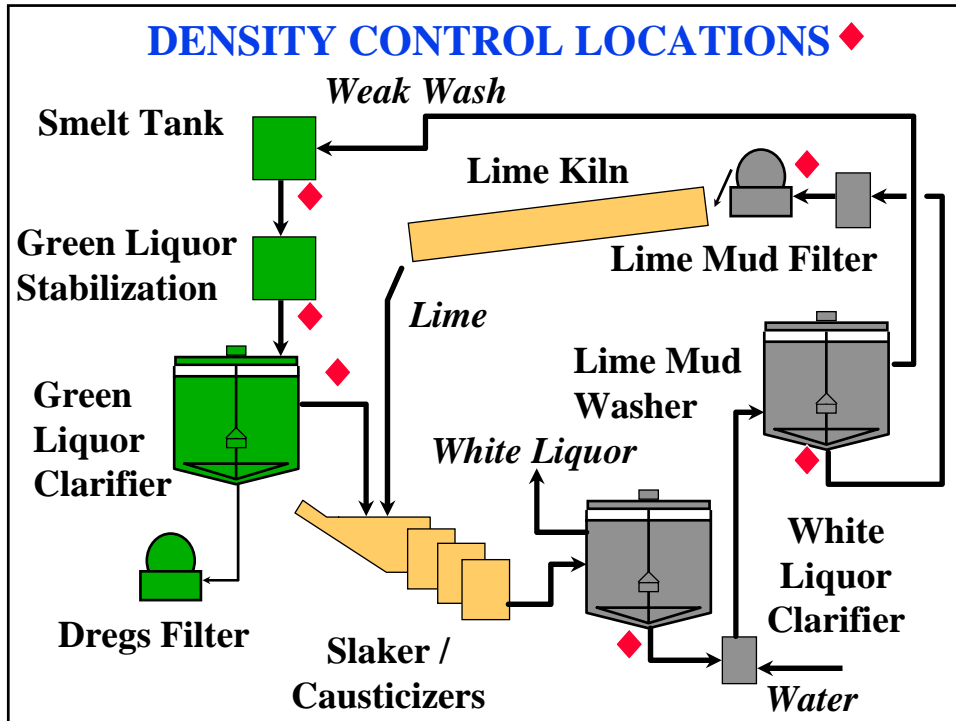 DENSITY CONTROL LOCATIONS
Weak Wash
Smelt Tank
Lime Kiln
Green Liquor
Stabilization
Lime Mud Filter
Lime
Lime Mud
Washer
Green
Liquor
Clarifier
White Liquor
White
Liquor
Clarifier
Dregs Filter
Slaker /
Causticizers
Water